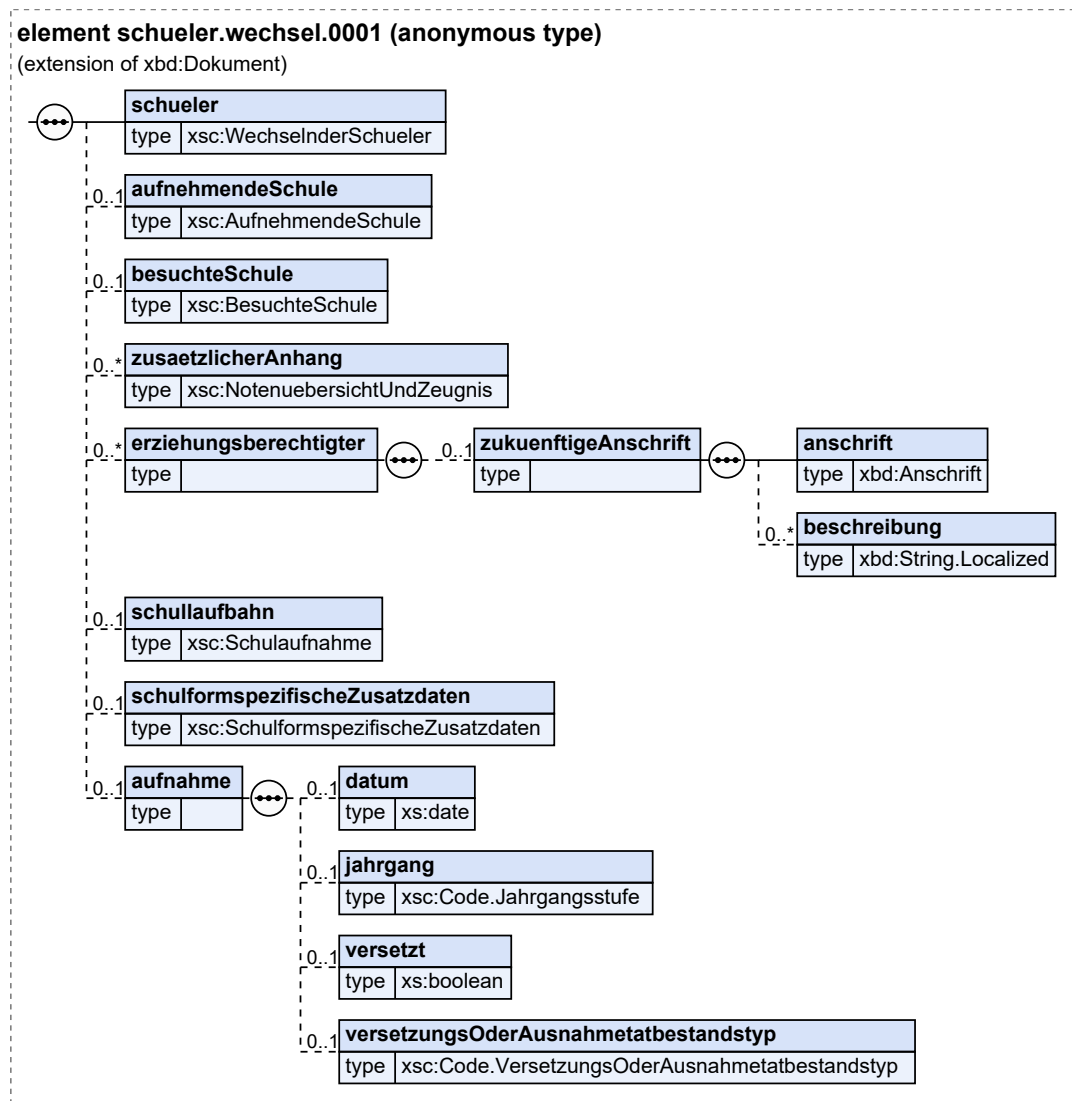 element schueler.wechsel.0001 (anonymous type)
(extension of xbd:Dokument)
schueler
type xsc:WechselnderSchueler
0..1 aufnehmendeSchule
type xsc:AufnehmendeSchule
0..1 besuchteSchule
type xsc:BesuchteSchule
0..* zusaetzlicherAnhang
type xsc:NotenuebersichtUndZeugnis
0..* erziehungsberechtigter 0..1 zukuenftigeAnschrift anschrift
type type type xbd:Anschrift
0..* beschreibung
type xbd:String.Localized
0..1 schullaufbahn
type xsc:Schulaufnahme
0..1 schulformspezifischeZusatzdaten
type xsc:SchulformspezifischeZusatzdaten
0..1 aufnahme 0..1 datum
type type xs:date
0..1 jahrgang
type xsc:Code.Jahrgangsstufe
0..1 versetzt
type xs:boolean
0..1 versetzungsOderAusnahmetatbestandstyp
type xsc:Code.VersetzungsOderAusnahmetatbestandstyp